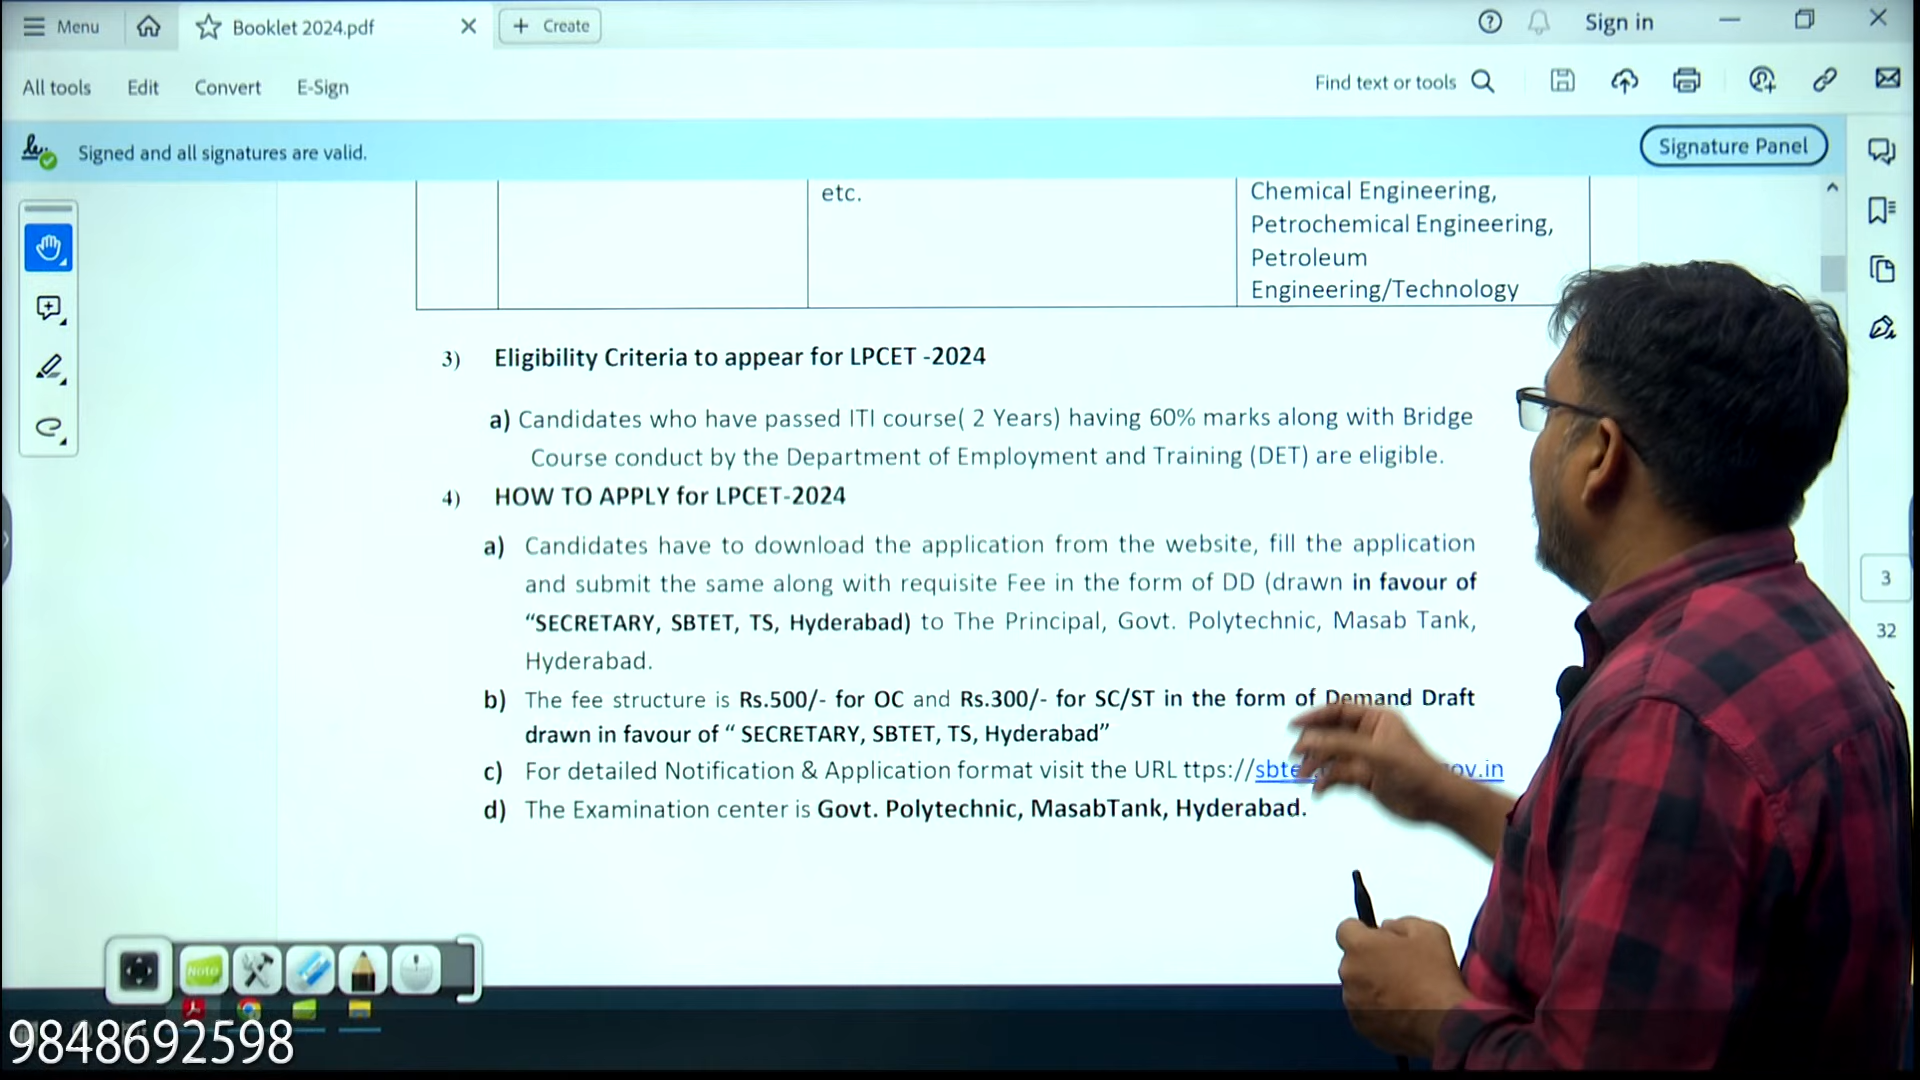 Menu
Booklet 2024.pdf
Create
Sign in
All tools
Edit
Convert
E-Sign
Find text or tools
Signed and all signatures are valid.
Signature Panel
etc.
Chemical Engineering,
Petrochemical Engineering,
Petroleum
Engineering/Technology
3) Eligibility Criteria to appear for LPCET -2024
a) Candidates who have passed ITI course( 2 Years) having 60% marks along with Bridge
Course conduct by the Department of Employment and Training (DET) are eligible.
4) HOW TO APPLY for LPCET-2024
a) Candidates have to download the application from the website, fill the application
and submit the same along with requisite Fee in the form of DD (drawn in favour of
“SECRETARY, SBTET, TS, Hyderabad) to The Principal, Govt. Polytechnic, Masab Tank,
Hyderabad.
b) The fee structure is Rs.500/- for OC and Rs.300/- for SC/ST in the form of Demand Draft
drawn in favour of “ SECRETARY, SBTET, TS, Hyderabad”
c) For detailed Notification & Application format visit the URL ttps://sbte ov.in
d) The Examination center is Govt. Polytechnic, MasabTank, Hyderabad.
3
32
Note
9848692598